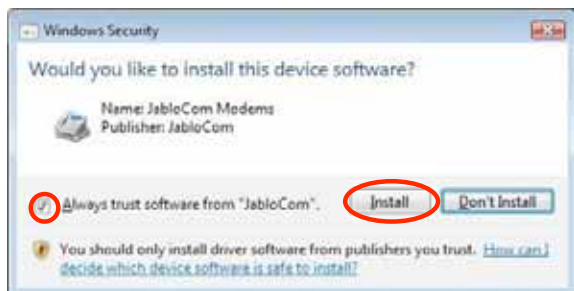 Windows Security
Would you like to install this device software?
Name: JabloCom Modems
Publisher: JabloCom
Always trust software from "JabloCom".
Install
Don't Install
You should only install driver software from publishers you trust. How can I
decide which device software is safe to install?